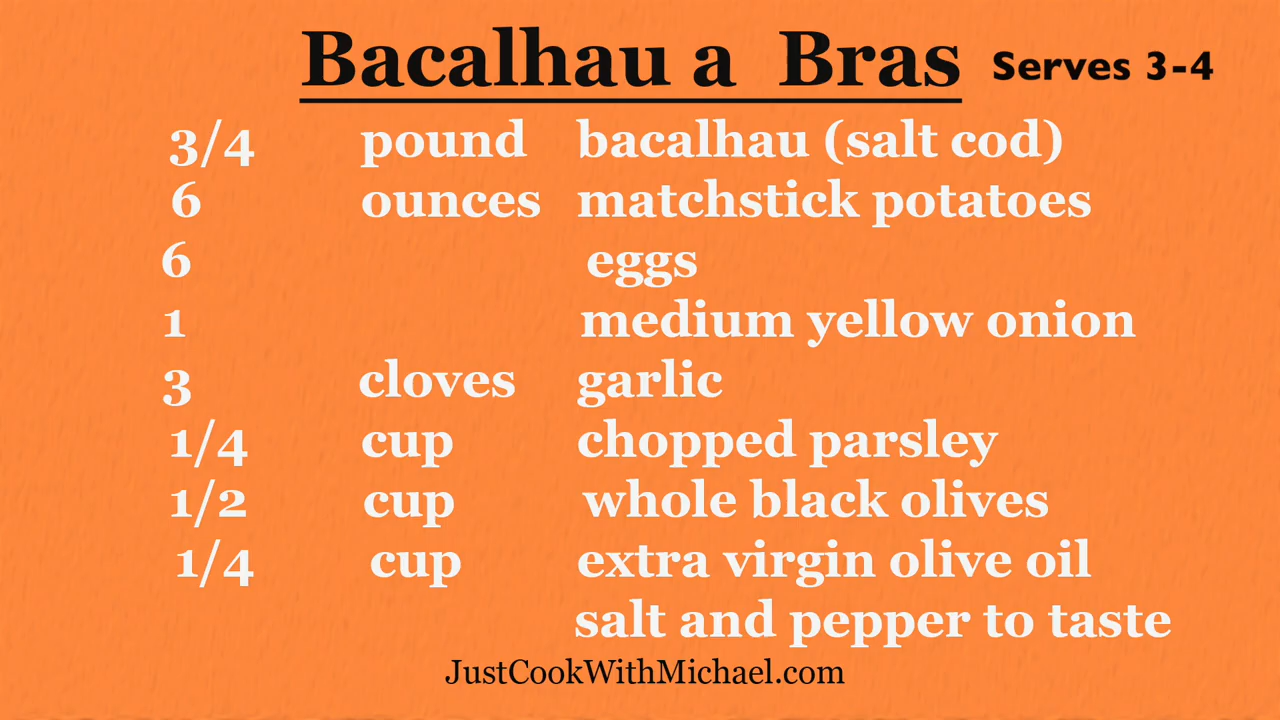 Bacalhau a Bras Serves 3-4
3/4 pound bacalhau (salt cod)
6 ounces matchstick potatoes
6 eggs
1 medium yellow onion
3 cloves garlic
1/4 cup chopped parsley
1/2 cup whole black olives
1/4 cup extra virgin olive oil
salt and pepper to taste
JustCookWithMichael.com